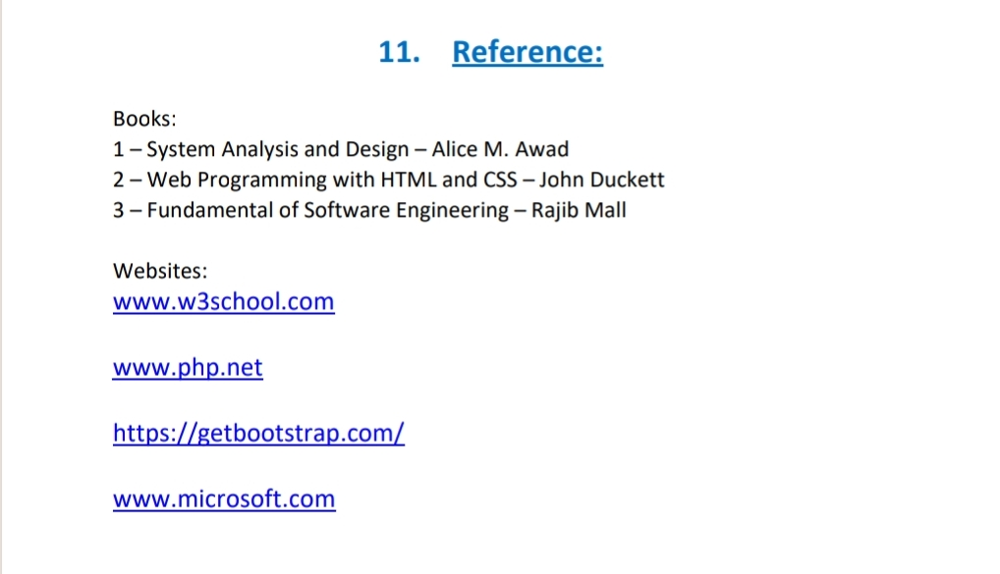 11. Reference:
Books:
1 – System Analysis and Design – Alice M. Awad
2 – Web Programming with HTML and CSS – John Duckett
3 – Fundamental of Software Engineering – Rajib Mall
Websites:
www.w3school.com
www.php.net
https://getbootstrap.com/
www.microsoft.com